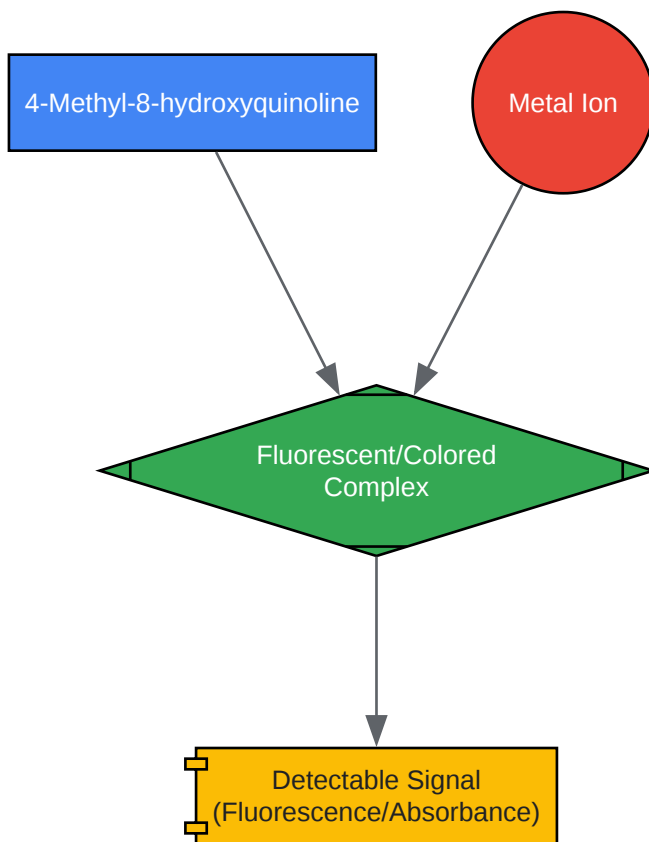 4-Methyl-8-hydroxyquinoline
Metal Ion
Fluorescent/Colored
Complex
Detectable Signal
(Fluorescence/Absorbance)